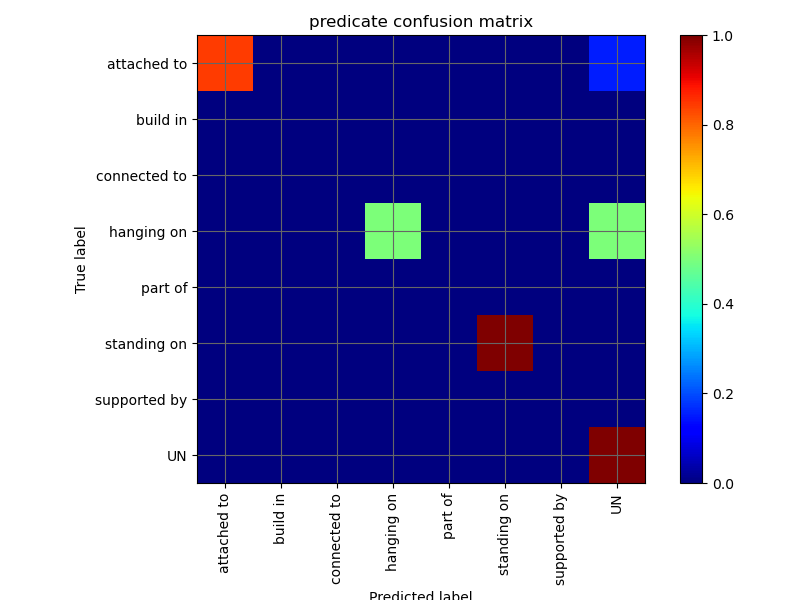 predicate confusion matrix
True label
attached to
build in
connected to
hanging on
part of
standing on
supported by
UN
attached to
build in
connected to
hanging on
part of
standing on
supported by
UN
Predicted label
1.0
0.8
0.6
0.4
0.2
0.0